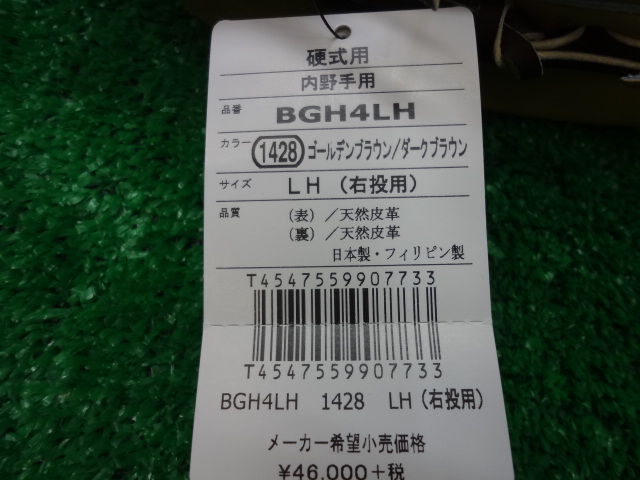 硬式用
内野手用
品番 BGH4LH
カラー 1428 ゴールデンブラウン/ダークブラウン
サイズ LH (右投用)
品質 (表)/天然皮革
(裏)/天然皮革
日本製・フィリピン製
T4547559907733
T4547559907733
BGH4LH 1428 LH(右投用)
メーカー希望小売価格
¥46,000+税